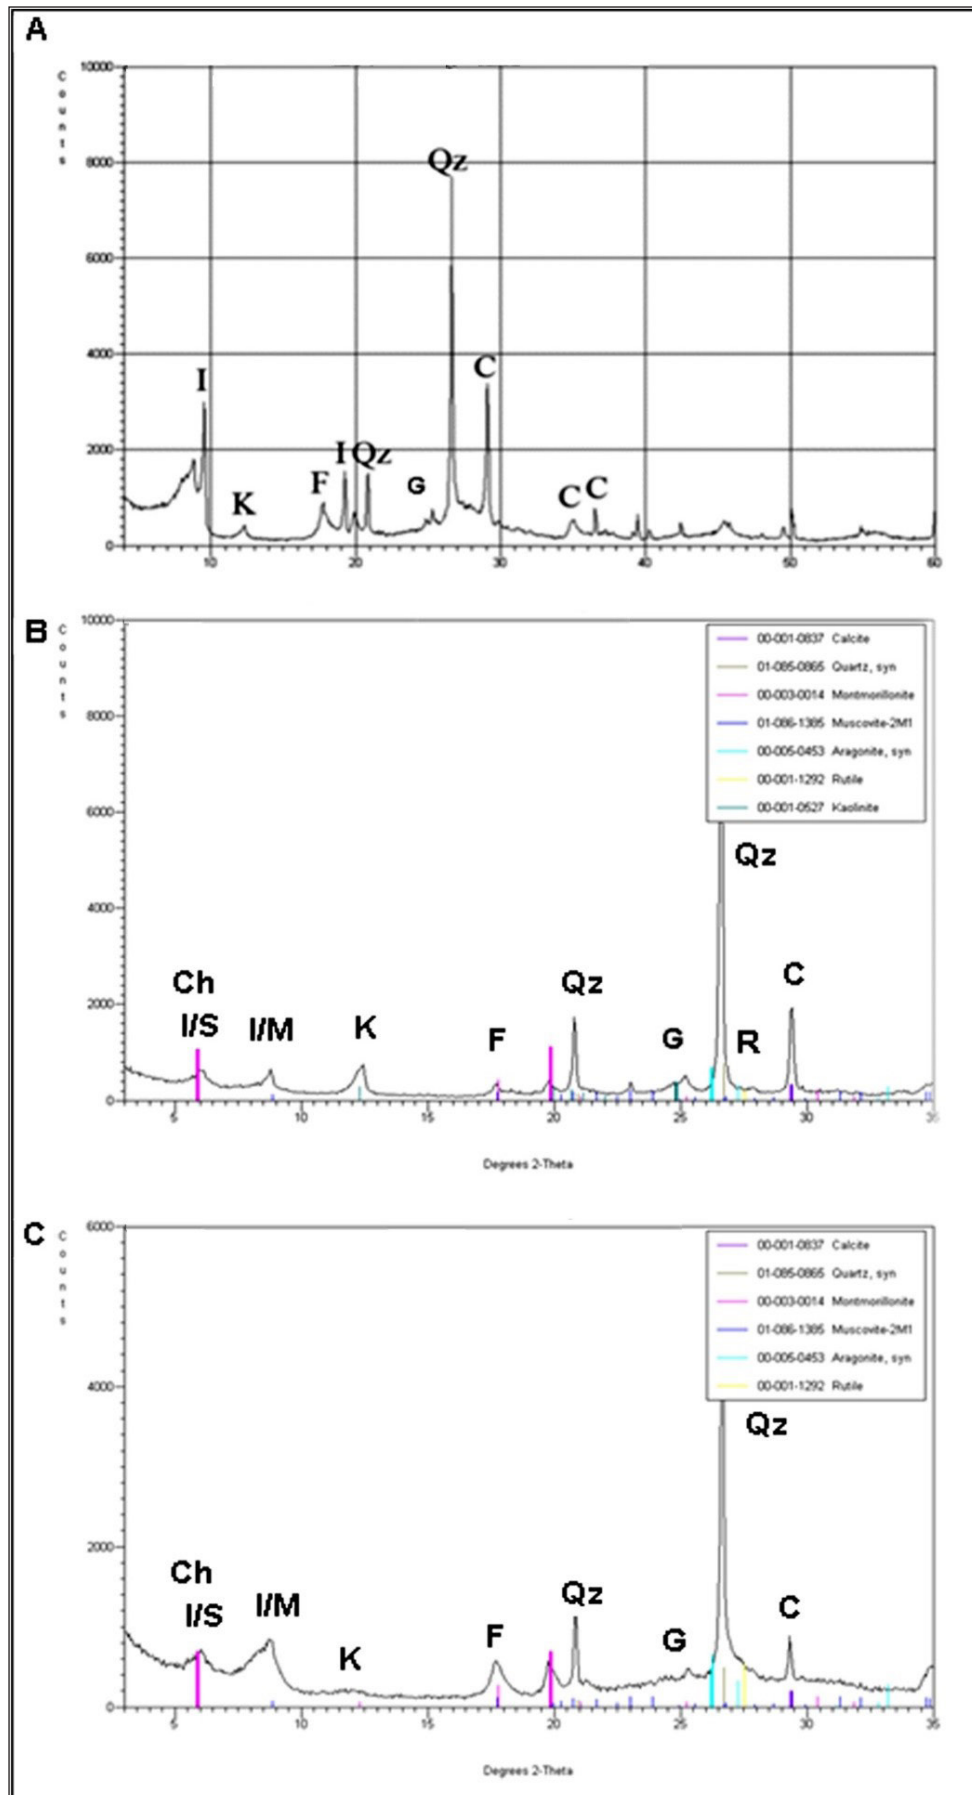 A
Counts
10000
8000
6000
4000
2000
0
Qz
C
I
K
F
I Qz
G
C C
10 20 30 40 50 60
B
Counts
10000
8000
6000
4000
2000
0
00-001-0837 Calcite
01-085-0865 Quartz, syn
00-003-0014 Montmorillonite
01-086-1385 Muscovite-2M1
00-005-0453 Aragonite, syn
00-001-1292 Rutile
00-001-0527 Kaolinite
Qz
Ch
I/S
I/M
K
F
Qz
G
R
C
5 10 15 20 25 30 35
Degrees 2-Theta
C
Counts
6000
4000
2000
0
00-001-0837 Calcite
01-085-0865 Quartz, syn
00-003-0014 Montmorillonite
01-086-1385 Muscovite-2M1
00-005-0453 Aragonite, syn
00-001-1292 Rutile
Qz
Ch
I/S
I/M
K
F
Qz
G
C
5 10 15 20 25 30 35
Degrees 2-Theta